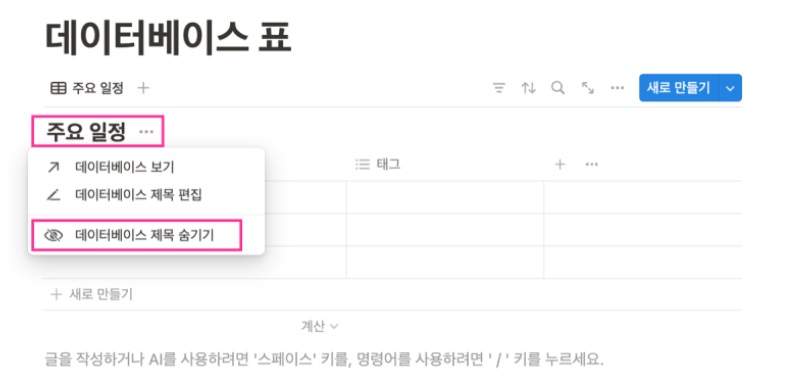 데이터베이스 표
주요 일정
새로 만들기
주요 일정 ···
데이터베이스 보기
태그
데이터베이스 제목 편집
데이터베이스 제목 숨기기
새로 만들기
계산
글을 작성하거나 AI를 사용하려면 '스페이스' 키를, 명령어를 사용하려면 ' / ' 키를 누르세요.